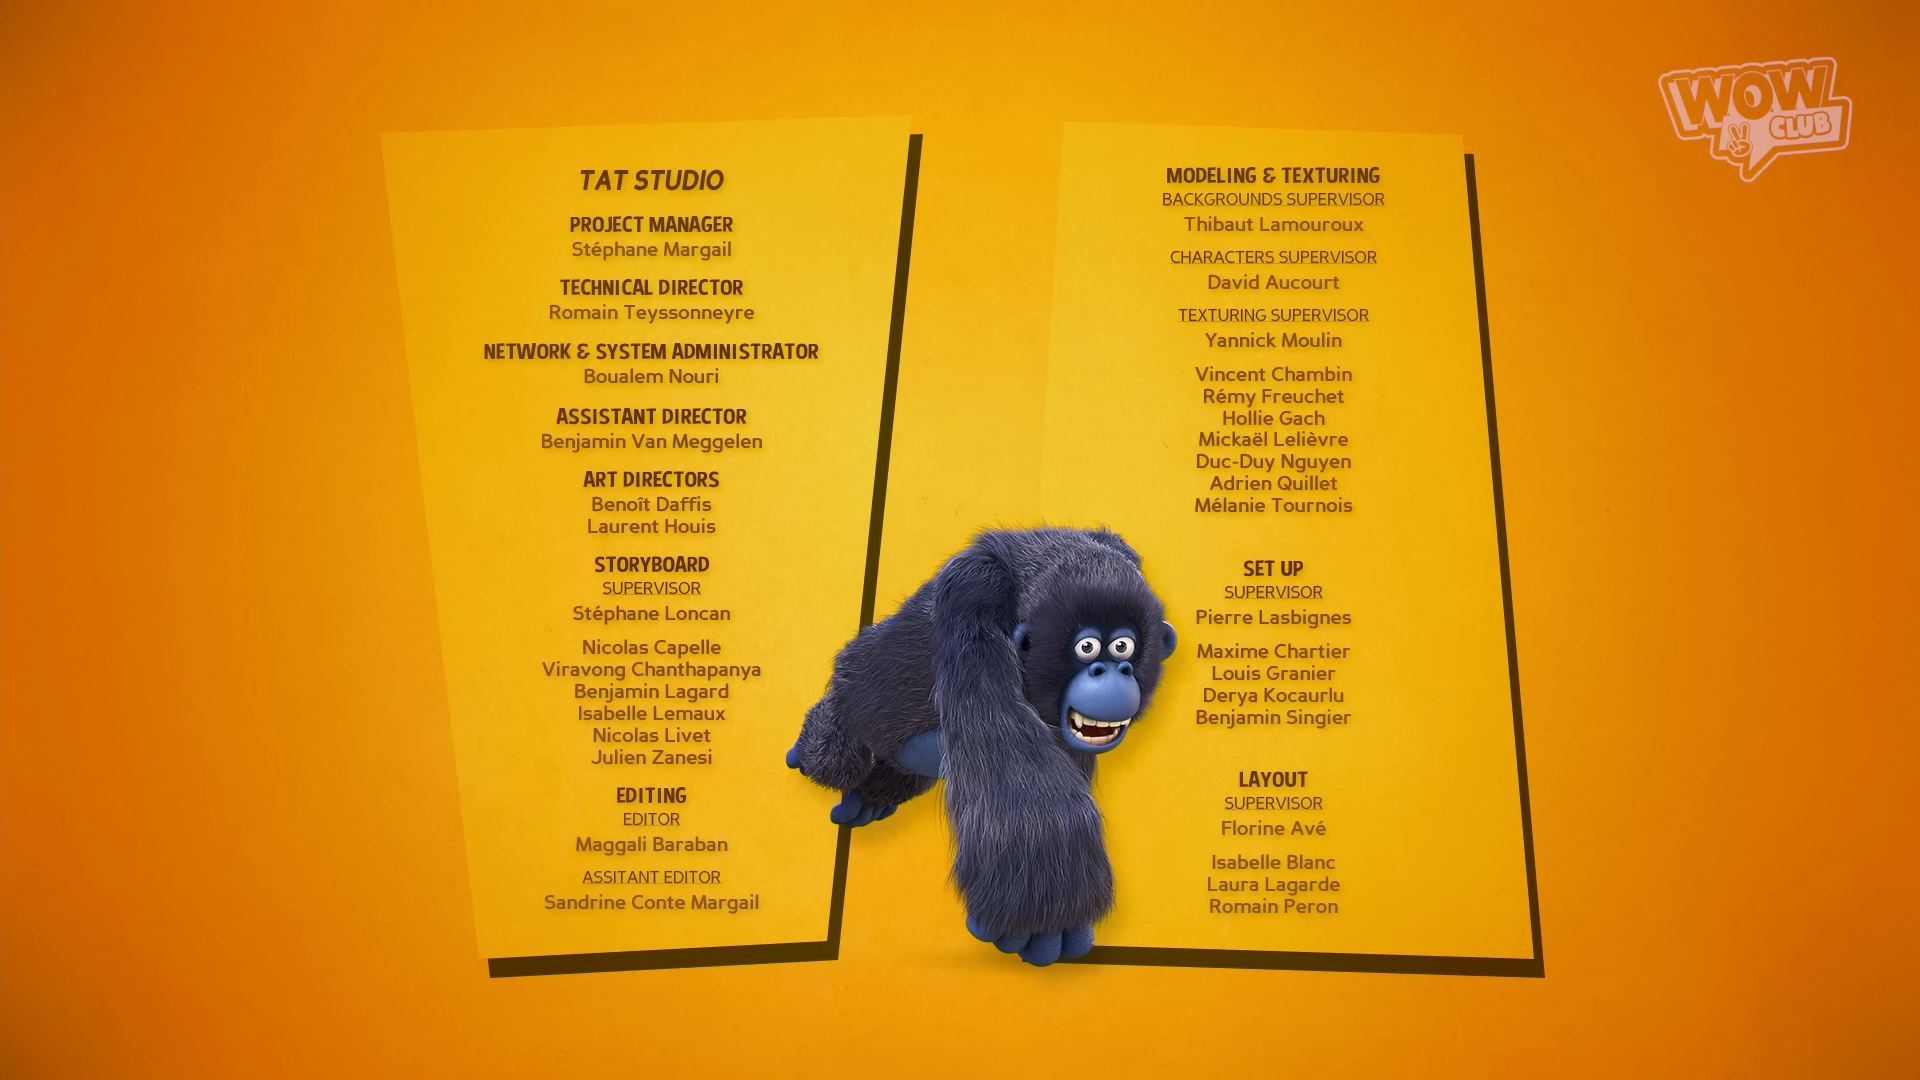 TAT STUDIO
PROJECT MANAGER
Stéphane Margail
TECHNICAL DIRECTOR
Romain Teyssonneyre
NETWORK & SYSTEM ADMINISTRATOR
Boualem Nouri
ASSISTANT DIRECTOR
Benjamin Van Meggelen
ART DIRECTORS
Benoît Daffis
Laurent Houis
STORYBOARD
SUPERVISOR
Stéphane Loncan
Nicolas Capelle
Viravong Chanthapanya
Benjamin Lagard
Isabelle Lemaux
Nicolas Livet
Julien Zanesi
EDITING
EDITOR
Maggali Baraban
ASSITANT EDITOR
Sandrine Conte Margail
MODELING & TEXTURING
BACKGROUNDS SUPERVISOR
Thibaut Lamouroux
CHARACTERS SUPERVISOR
David Aucourt
TEXTURING SUPERVISOR
Yannick Moulin
Vincent Chambin
Rémy Freuchet
Hollie Gach
Mickaël Lelièvre
Duc-Duy Nguyen
Adrien Quillet
Mélanie Tournois
SET UP
SUPERVISOR
Pierre Lasbignes
Maxime Chartier
Louis Granier
Derya Kocaurlu
Benjamin Singier
LAYOUT
SUPERVISOR
Florine Avé
Isabelle Blanc
Laura Lagarde
Romain Peron
WOW
CLUB